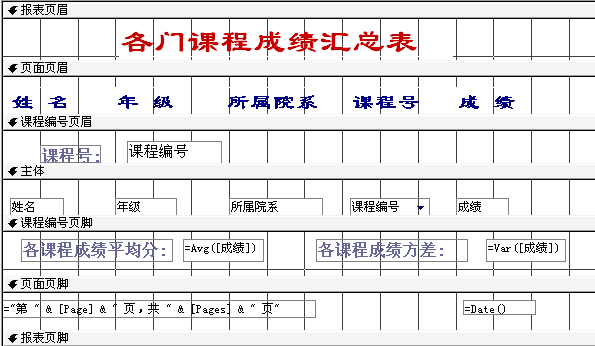 报表页眉
各门课程成绩汇总表
页面页眉
姓 名 年 级 所属院系 课程号 成 绩
课程编号页眉
课程号: 课程编号
主体
姓名 年级 所属院系 课程编号 成绩
课程编号页脚
各课程成绩平均分: =Avg([成绩]) 各课程成绩方差: =Var([成绩])
页面页脚
="第 " & [Page] & " 页，共 " & [Pages] & " 页" =Date()
报表页脚